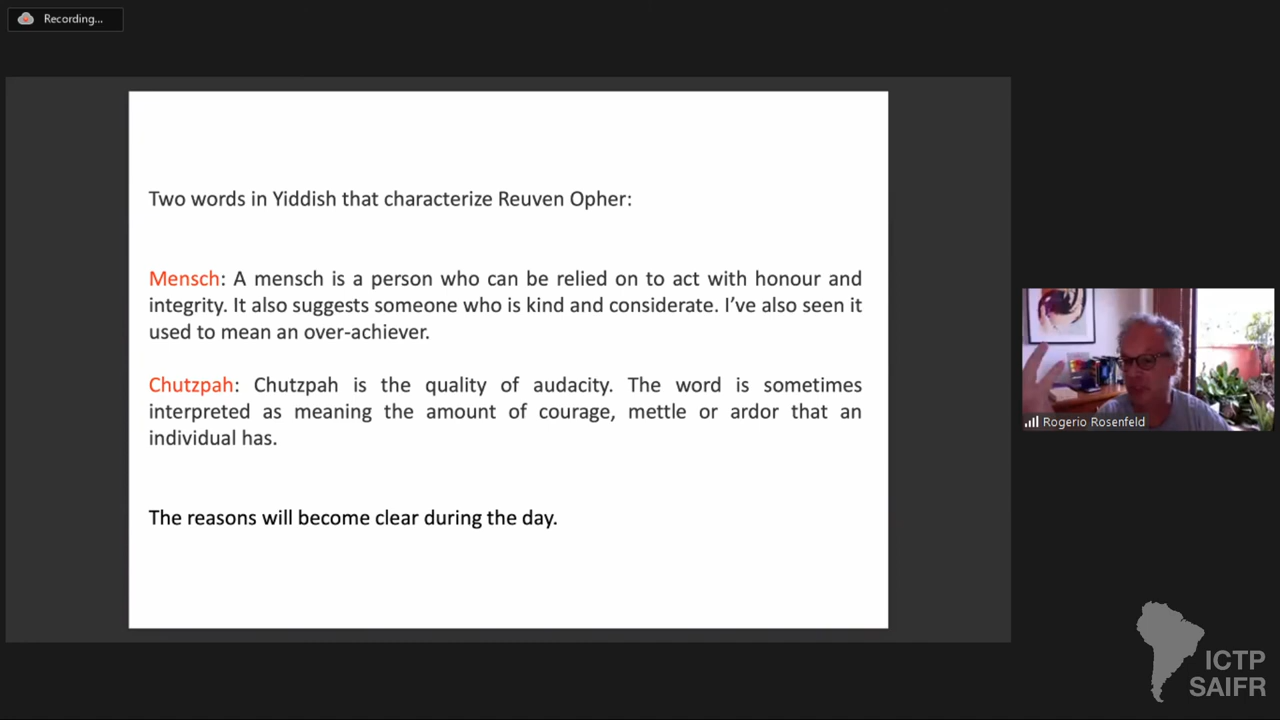 Recording...
Two words in Yiddish that characterize Reuven Opher:
Mensch: A mensch is a person who can be relied on to act with honour and
integrity. It also suggests someone who is kind and considerate. I’ve also seen it
used to mean an over-achiever.
Chutzpah: Chutzpah is the quality of audacity. The word is sometimes
interpreted as meaning the amount of courage, mettle or ardor that an
individual has.
The reasons will become clear during the day.
Rogerio Rosenfeld
ICTP
SAIFR